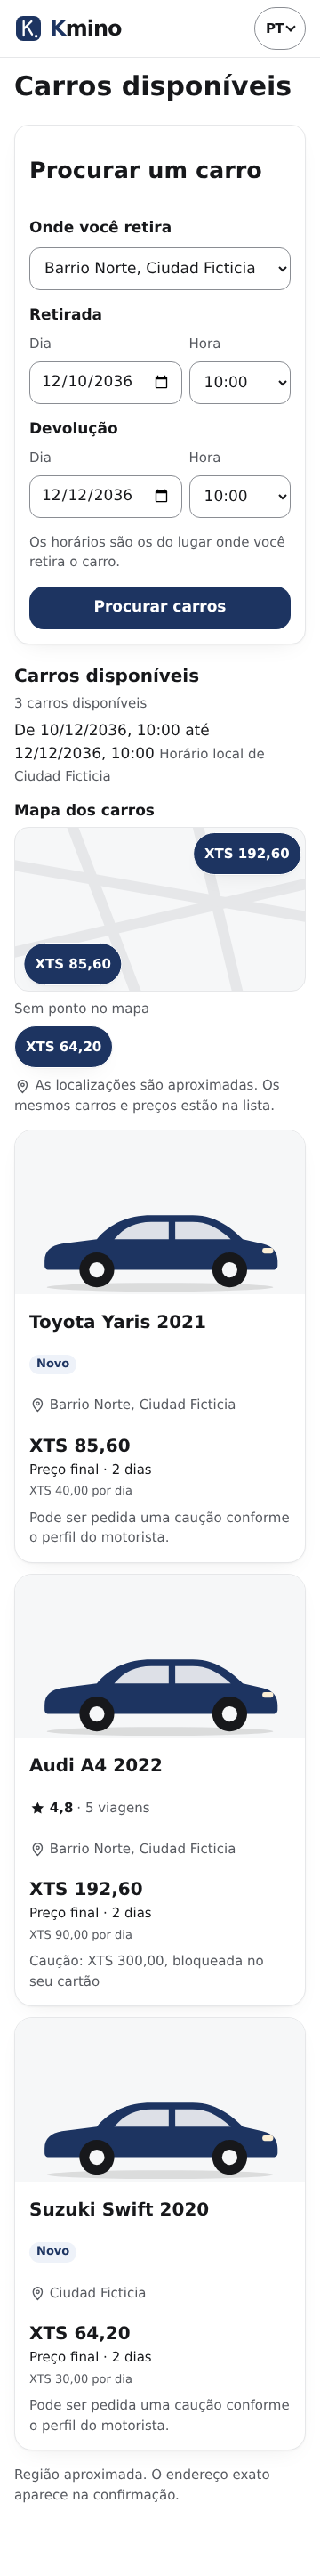 Kmino
PT
Carros disponíveis
Procurar um carro
Onde você retira
Barrio Norte, Ciudad Ficticia
Retirada
Dia
Hora
12/10/2036
10:00
Devolução
Dia
Hora
12/12/2036
10:00
Os horários são os do lugar onde você
retira o carro.
Procurar carros
Carros disponíveis
3 carros disponíveis
De 10/12/2036, 10:00 até
12/12/2036, 10:00 Horário local de
Ciudad Ficticia
Mapa dos carros
XTS 192,60
XTS 85,60
Sem ponto no mapa
XTS 64,20
As localizações são aproximadas. Os
mesmos carros e preços estão na lista.
Toyota Yaris 2021
Novo
Barrio Norte, Ciudad Ficticia
XTS 85,60
Preço final · 2 dias
XTS 40,00 por dia
Pode ser pedida uma caução conforme
o perfil do motorista.
Audi A4 2022
4,8 · 5 viagens
Barrio Norte, Ciudad Ficticia
XTS 192,60
Preço final · 2 dias
XTS 90,00 por dia
Caução: XTS 300,00, bloqueada no
seu cartão
Suzuki Swift 2020
Novo
Ciudad Ficticia
XTS 64,20
Preço final · 2 dias
XTS 30,00 por dia
Pode ser pedida uma caução conforme
o perfil do motorista.
Região aproximada. O endereço exato
aparece na confirmação.